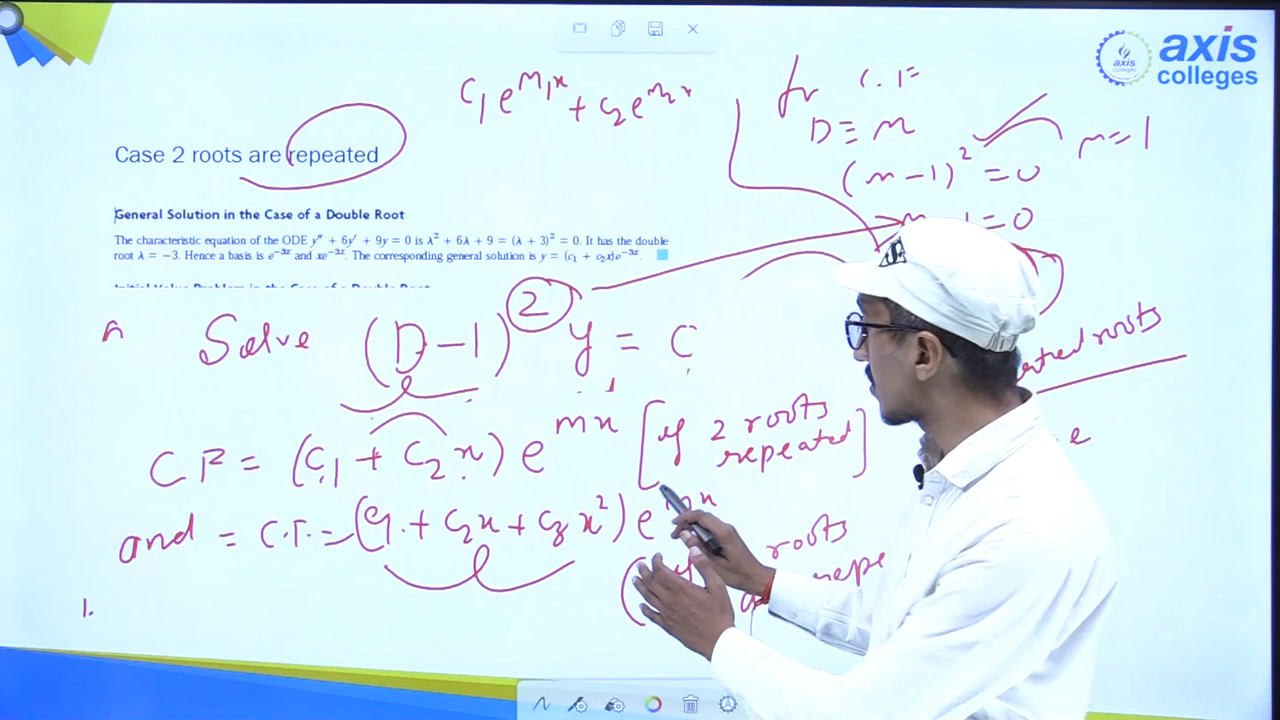 axis
colleges
axis
colleges
C₁e^{m₁x} + C₂e^{m₂x}
for
D = m
(m-1)² = 0
m = 1
= 0
Case 2 roots are repeated
General Solution in the Case of a Double Root
The characteristic equation of the ODE y″ + 6y′ + 9y = 0 is λ² + 6λ + 9 = (λ + 3)² = 0. It has the double
root λ = −3. Hence a basis is e^{−3x} and xe^{−3x}. The corresponding general solution is y = (c₁ + c₂x)e^{−3x}.
Solve (D-1)² y =
roots
CF = (C₁ + C₂x) e^{mx} [if 2 roots
repeated]
e
and = C.F. = (C₁ + C₂x + C₃x²) e
roots
1.